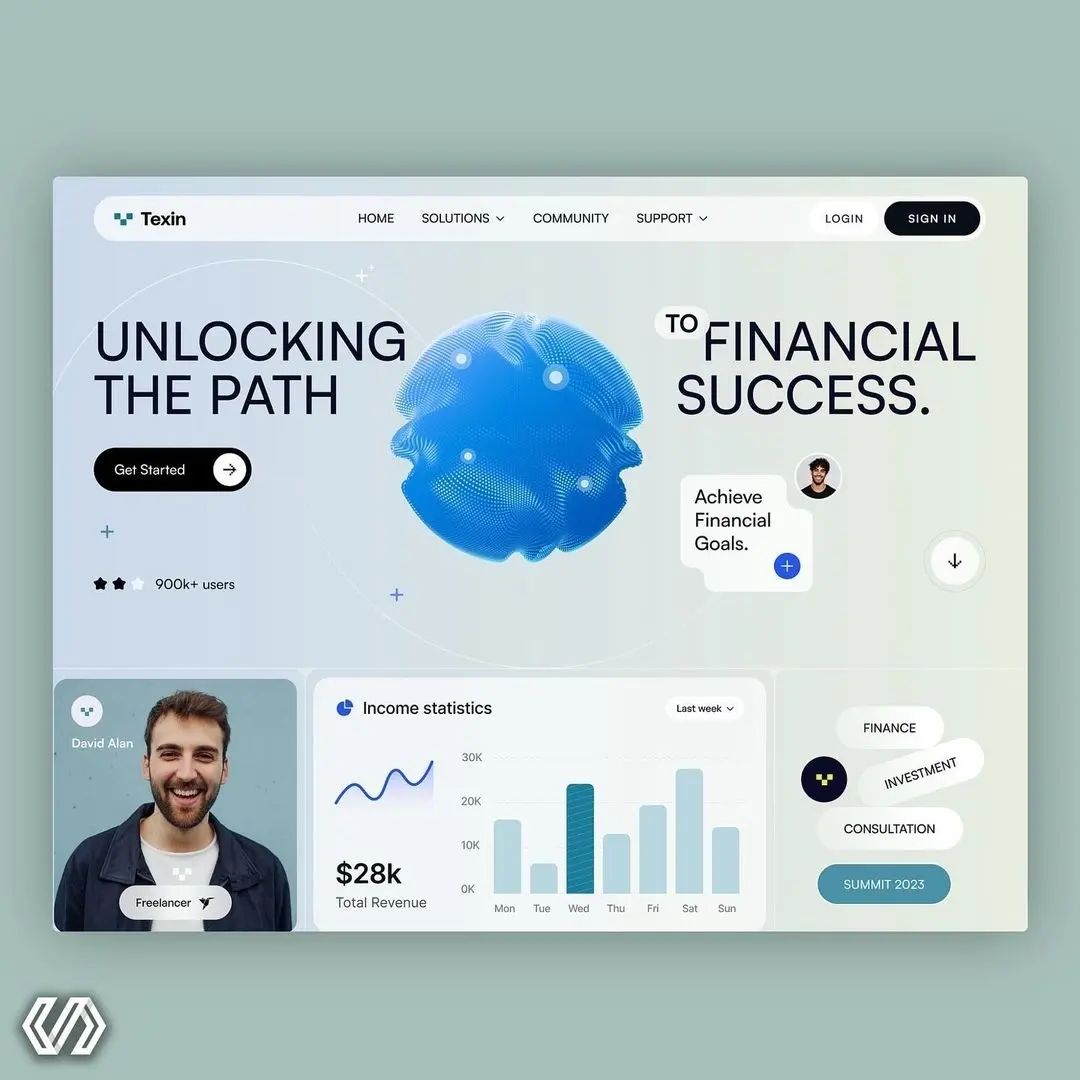 Texin
HOME
SOLUTIONS
COMMUNITY
SUPPORT
LOGIN
SIGN IN
UNLOCKING
THE PATH
TO
FINANCIAL
SUCCESS.
Get Started
900k+ users
Achieve
Financial
Goals.
David Alan
Freelancer
Income statistics
Last week
$28k
Total Revenue
30K
20K
10K
0K
Mon
Tue
Wed
Thu
Fri
Sat
Sun
FINANCE
INVESTMENT
CONSULTATION
SUMMIT 2023